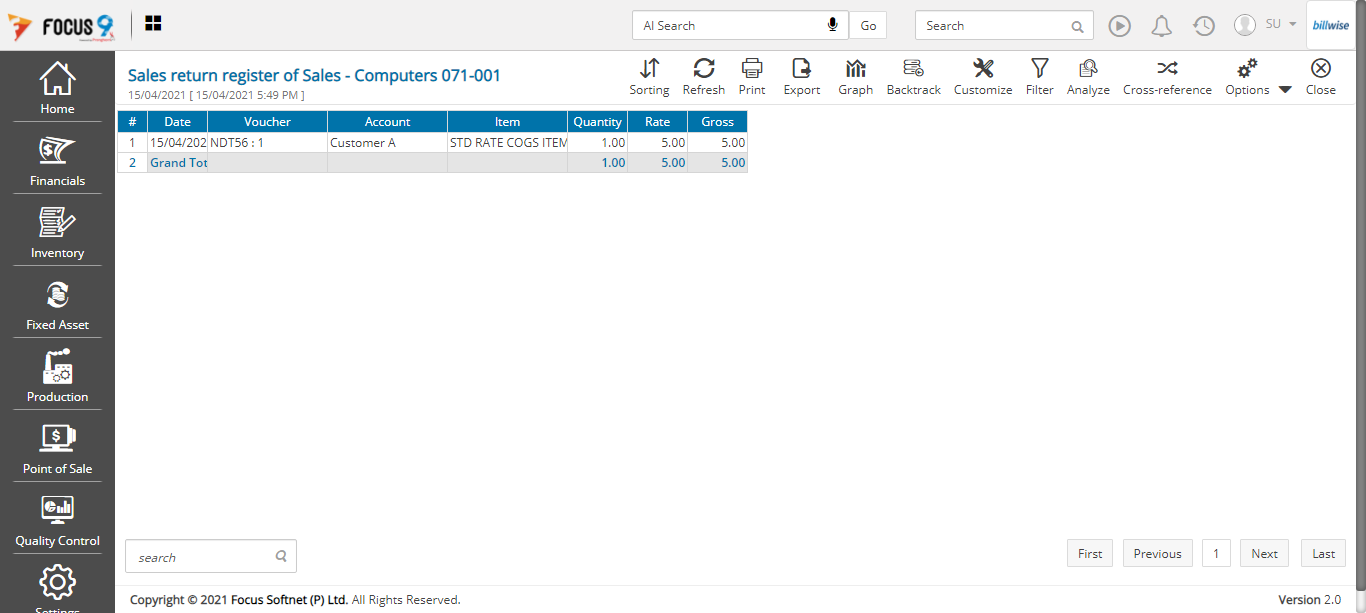 FOCUS 9
AI Search Go Search SU billwise
Home
Financials
Inventory
Fixed Asset
Production
Point of Sale
Quality Control
Settings
Sales return register of Sales - Computers 071-001
15/04/2021 [ 15/04/2021 5:49 PM ]
Sorting Refresh Print Export Graph Backtrack Customize Filter Analyze Cross-reference Options Close
# Date Voucher Account Item Quantity Rate Gross
1 15/04/202 NDT56 : 1 Customer A STD RATE COGS ITEM 1.00 5.00 5.00
2 Grand Tot 1.00 5.00 5.00
search First Previous 1 Next Last
Copyright © 2021 Focus Softnet (P) Ltd. All Rights Reserved. Version 2.0